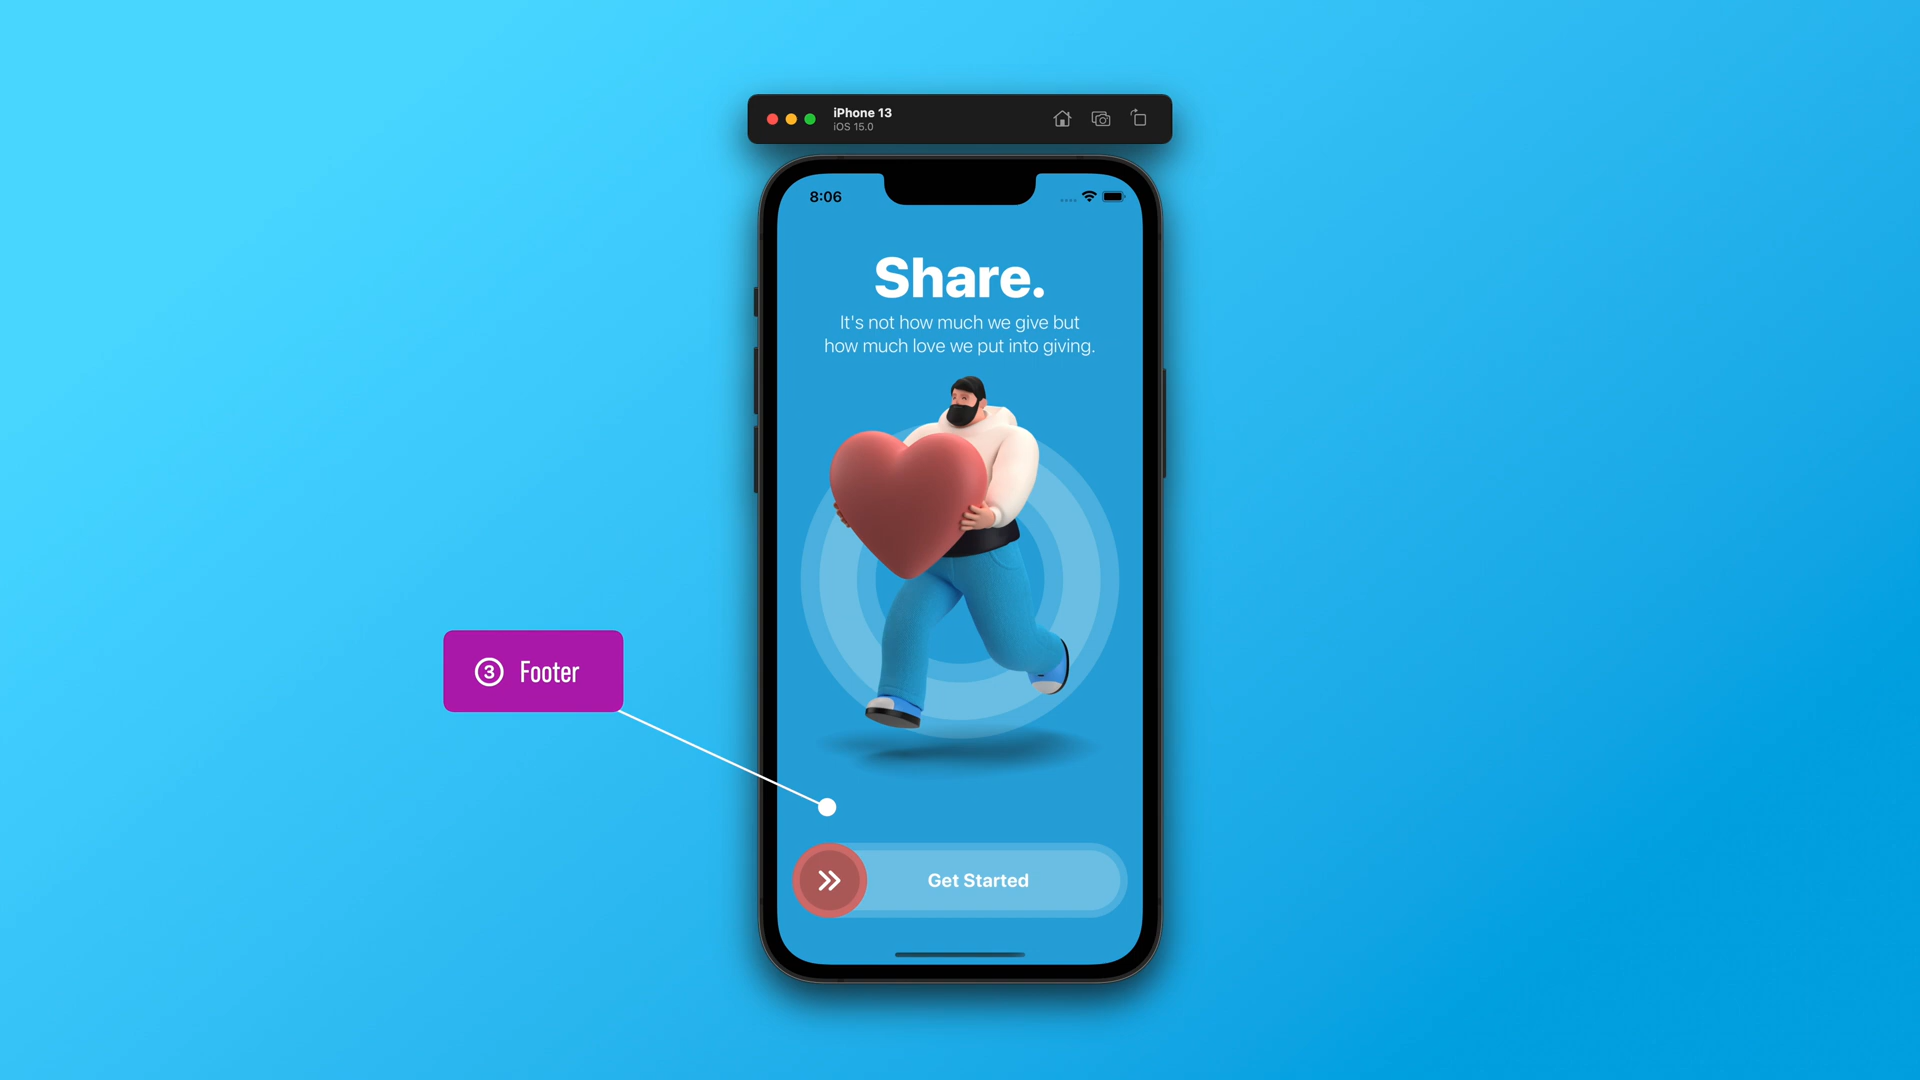 iPhone 13
iOS 15.0
8:06
Share.
It's not how much we give but
how much love we put into giving.
3 Footer
Get Started